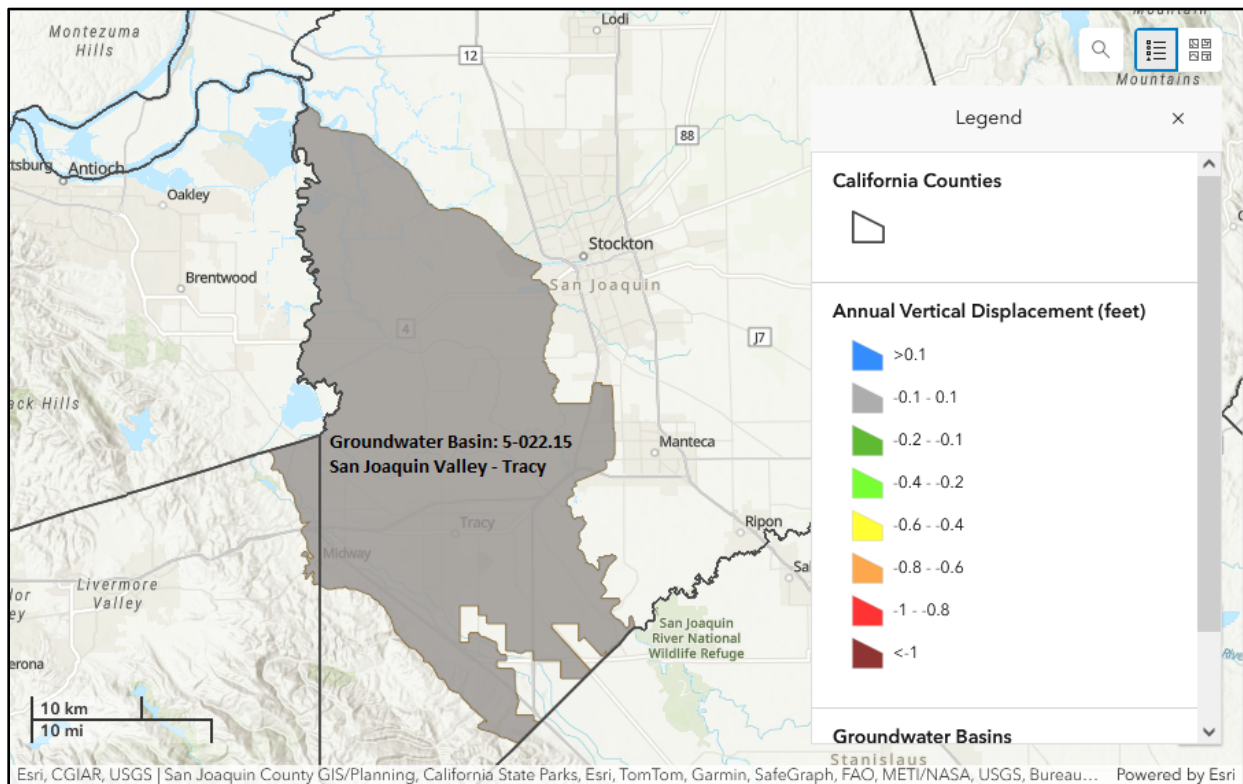 Montezuma
Hills
Lodi
12
Mountains
Legend
×
88
Antioch
Oakley
California Counties
Stockton
San Joaquin
Brentwood
4
J7
Annual Vertical Displacement (feet)
>0.1
-0.1 - 0.1
-0.2 - -0.1
-0.4 - -0.2
-0.6 - -0.4
-0.8 - -0.6
-1 - -0.8
<-1
Groundwater Basin: 5-022.15
San Joaquin Valley - Tracy
Manteca
Tracy
Ripon
Midway
Livermore
Valley
San Joaquin
River National
Wildlife Refuge
10 km
10 mi
Groundwater Basins
Stanislaus
Esri, CGIAR, USGS | San Joaquin County GIS/Planning, California State Parks, Esri, TomTom, Garmin, SafeGraph, FAO, METI/NASA, USGS, Bureau... Powered by Esri